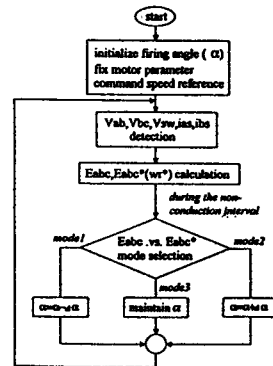 start
initialize firing angle ( α )
fix motor parameter
command speed reference
Vab,Vbc,Vsw,ias,ibs
detection
Eabc,Eabc*(wr*) calculation
during the non-
conduction interval
mode1
Eabc .vs. Eabc*
mode2
mode selection
mode3
maintain α